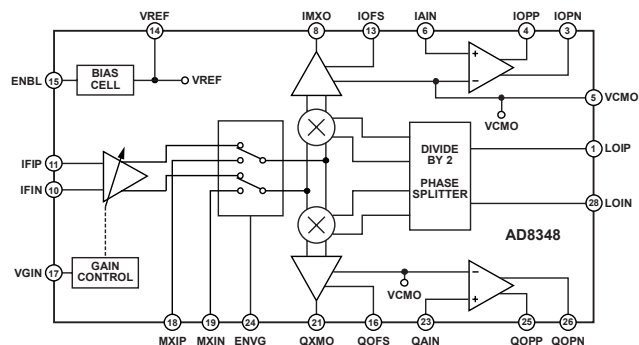 VREF IMXO IOFS IAIN IOPP IOPN
14 8 13 6 4 3
ENBL 15 BIAS CELL VREF + −
5 VCMO
VCMO
DIVIDE BY 2
PHASE SPLITTER
1 LOIP
IFIP 11
IFIN 10
28 LOIN
AD8348
VGIN 17 GAIN CONTROL
VCMO − +
18 19 24 21 16 23 25 26
MXIP MXIN ENVG QXMO QOFS QAIN QOPP QOPN